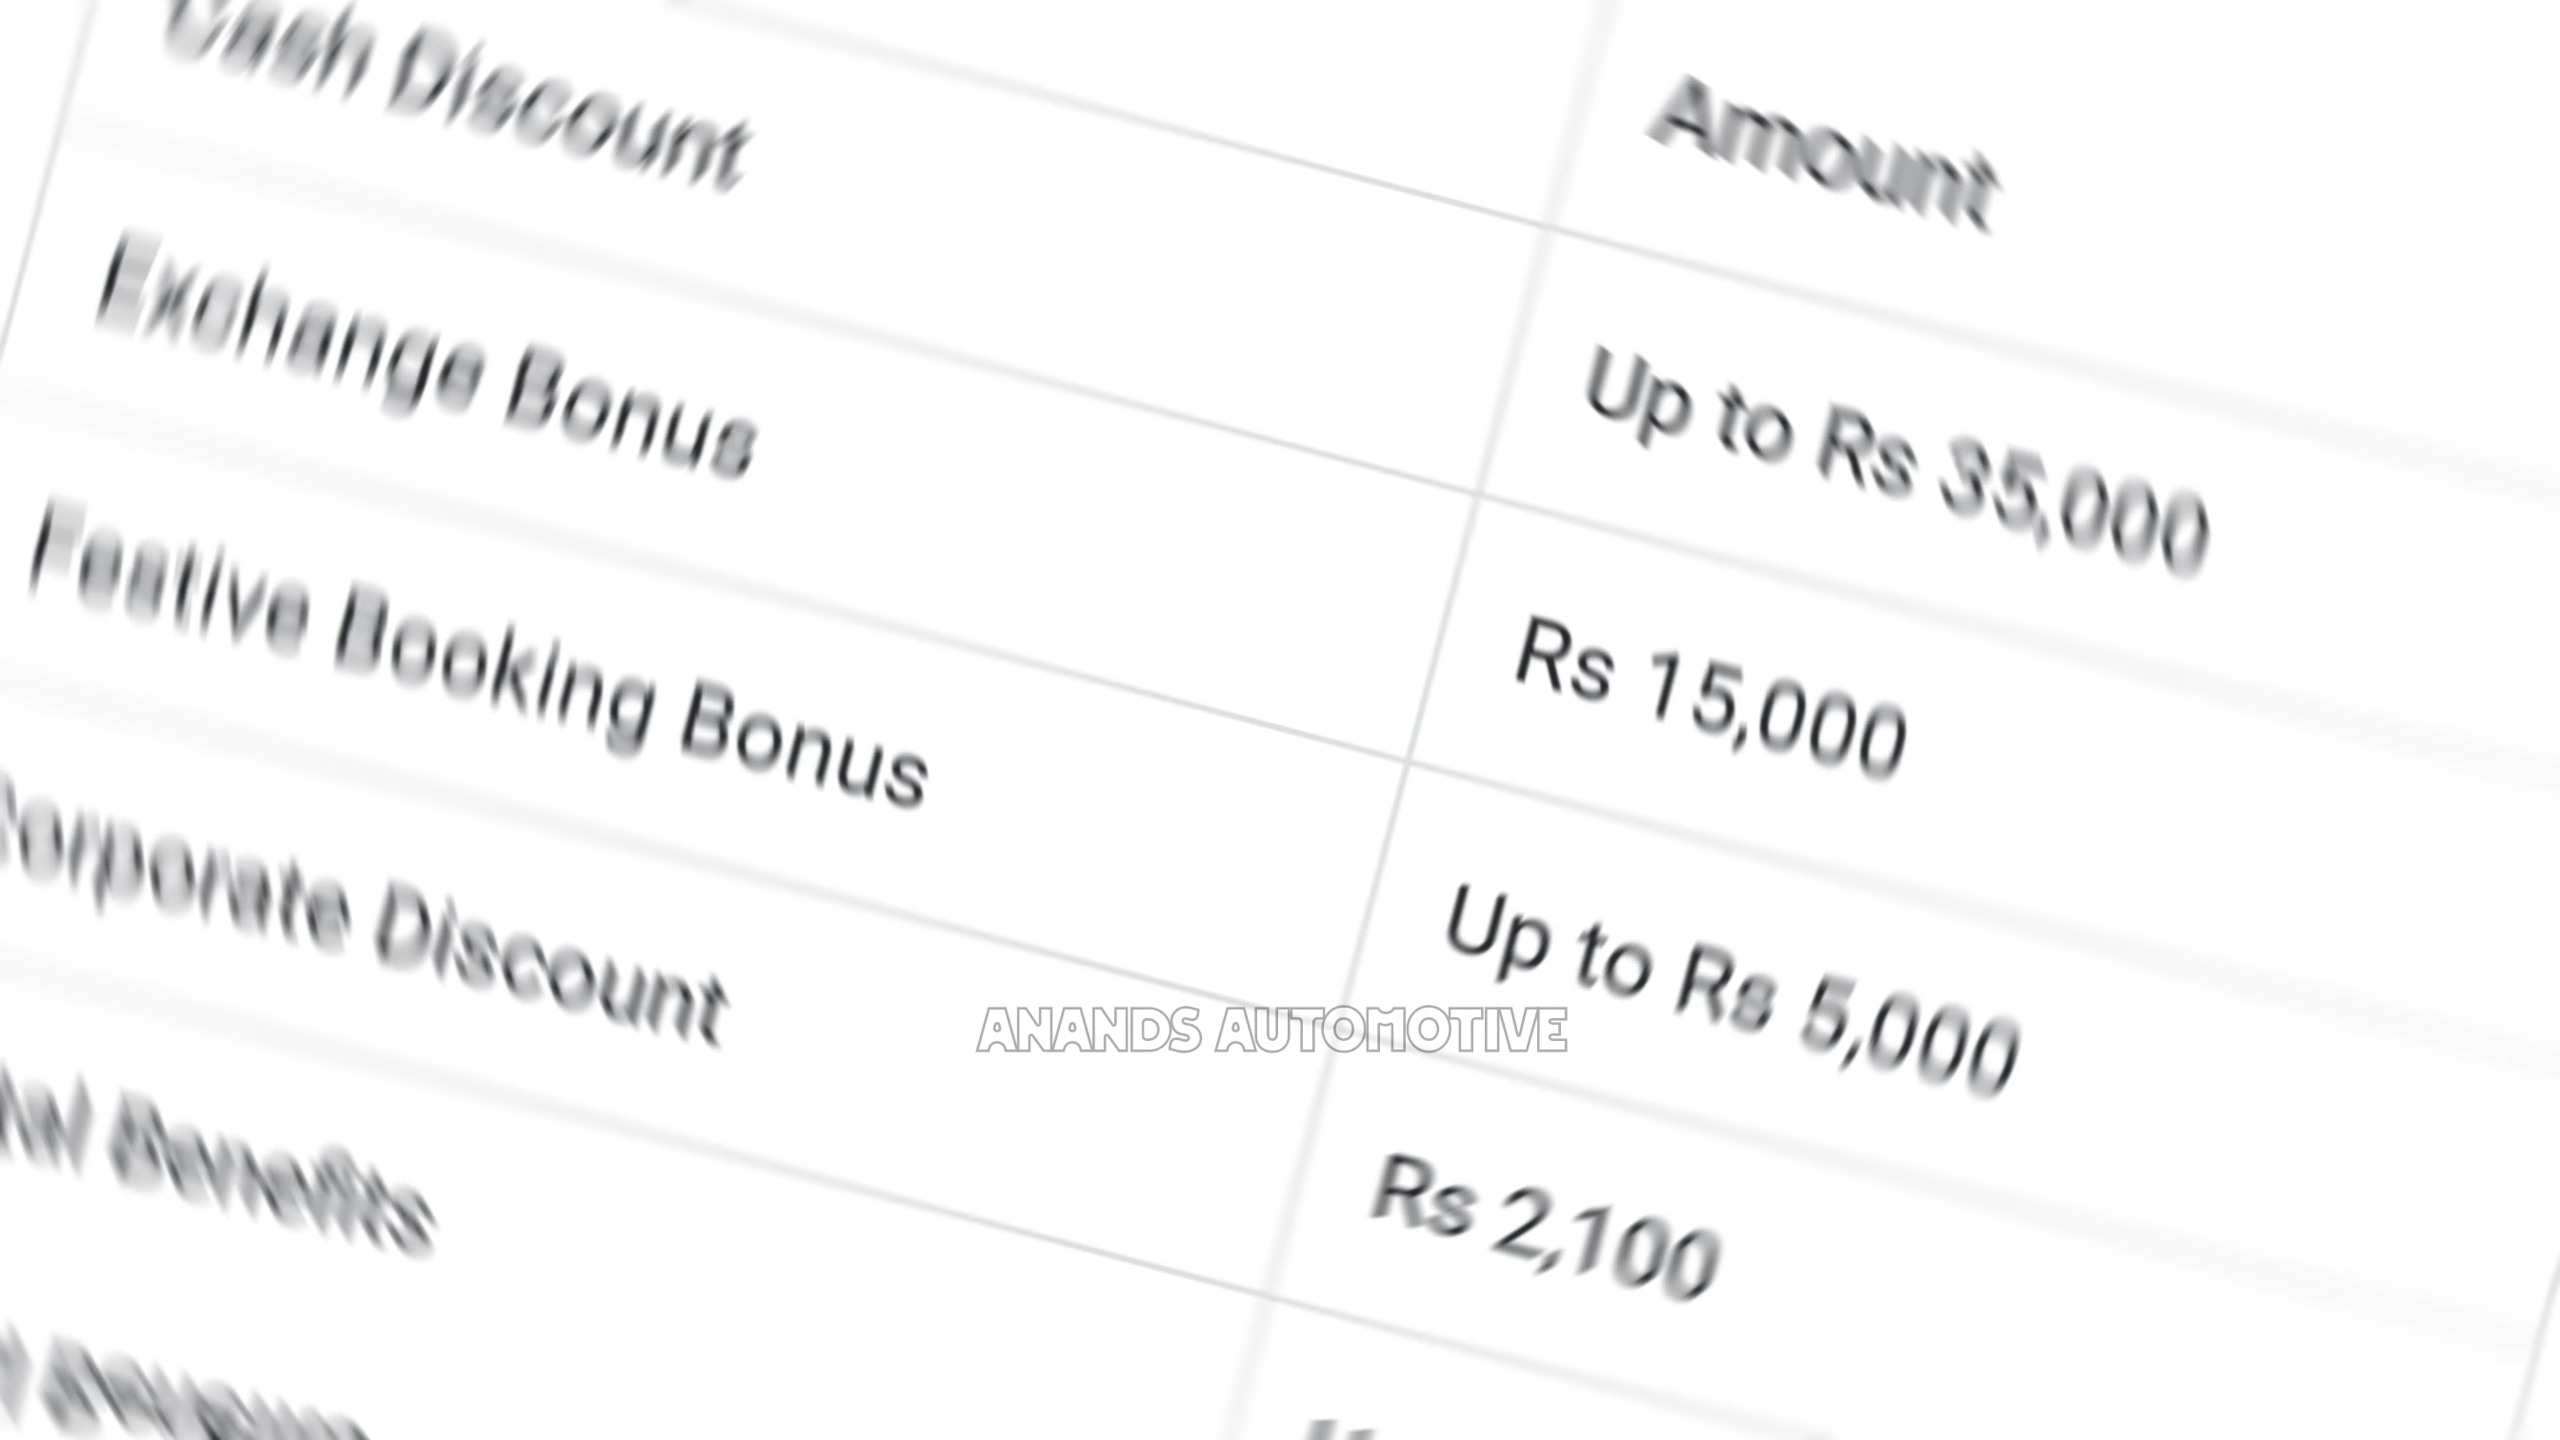 Amount
Cash Discount Up to Rs 35,000
Exchange Bonus Rs 15,000
Festive Booking Bonus Up to Rs 5,000
Corporate Discount Rs 2,100
Benefits
ANANDS AUTOMOTIVE